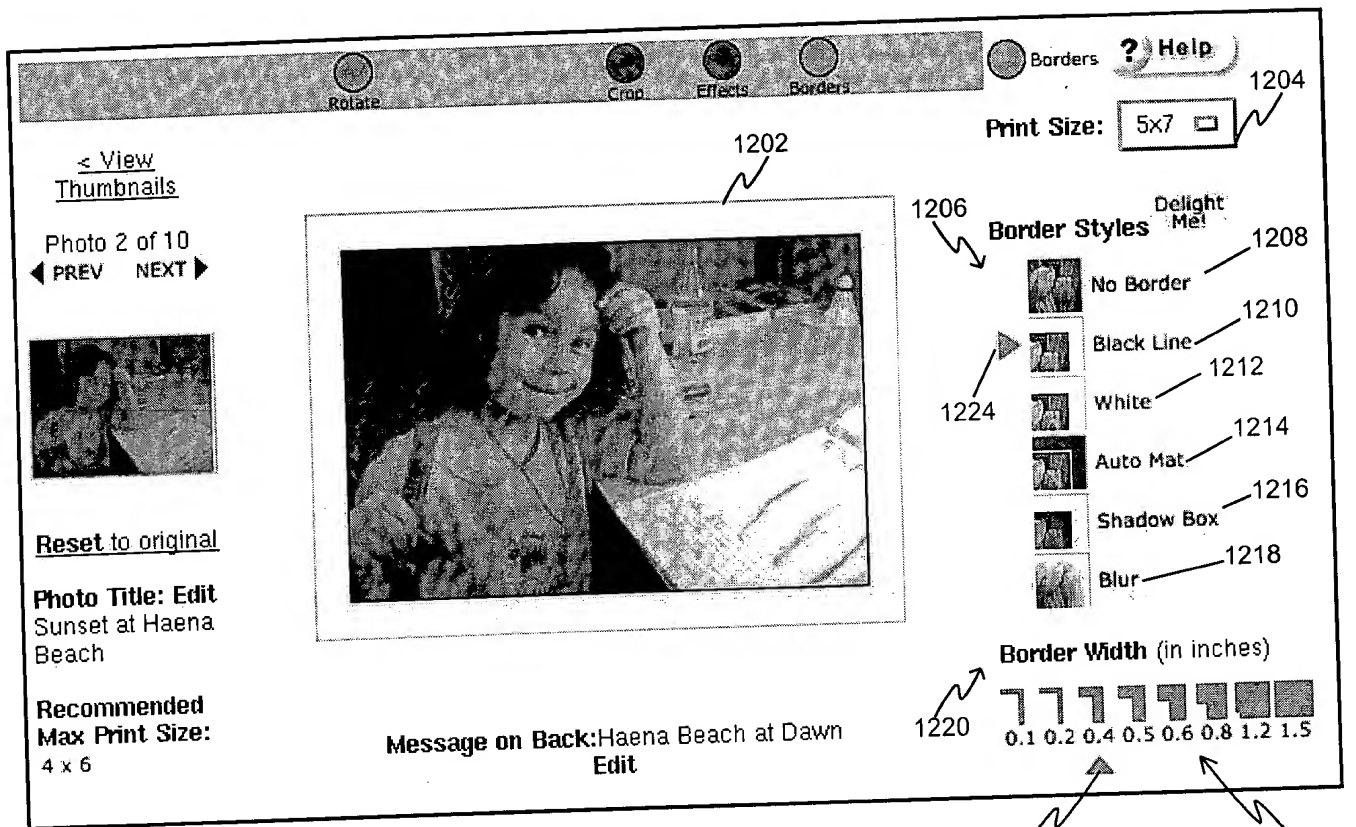 Rotate
Crop
Effects
Borders
Borders
? Help
1204
Print Size: 5x7
1202
< View
Thumbnails
Photo 2 of 10
PREV NEXT
1206
Border Styles
Delight
Me!
1208
No Border
1210
Black Line
1212
1224
White
1214
Auto Mat
1216
Shadow Box
1218
Blur
Reset to original
Photo Title: Edit
Sunset at Haena
Beach
Recommended
Max Print Size:
4 x 6
Message on Back:Haena Beach at Dawn
Edit
Border Width (in inches)
1220
0.1 0.2 0.4 0.5 0.6 0.8 1.2 1.5